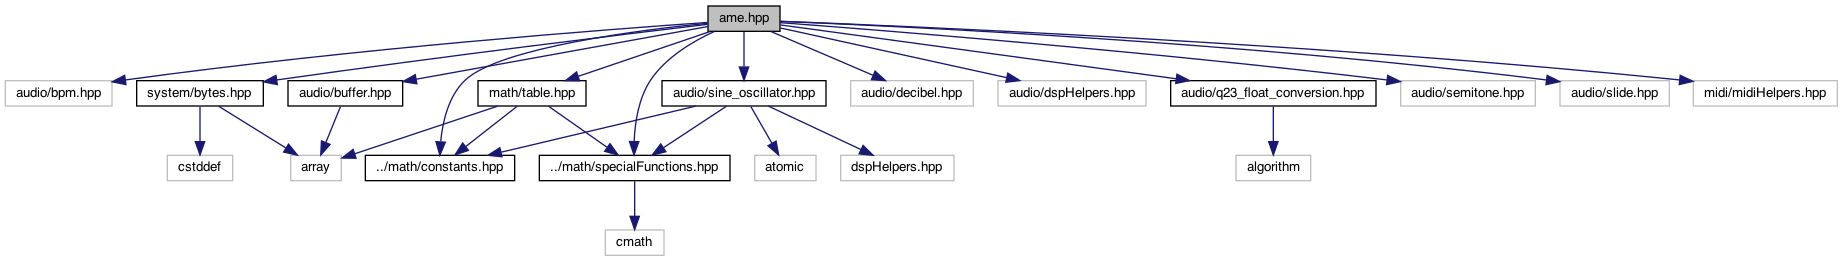 ame.hpp
audio/bpm.hpp
system/bytes.hpp
audio/buffer.hpp
math/table.hpp
audio/sine_oscillator.hpp
audio/decibel.hpp
audio/dspHelpers.hpp
audio/q23_float_conversion.hpp
audio/semitone.hpp
audio/slide.hpp
midi/midiHelpers.hpp
cstddef
array
../math/constants.hpp
../math/specialFunctions.hpp
atomic
dspHelpers.hpp
algorithm
cmath